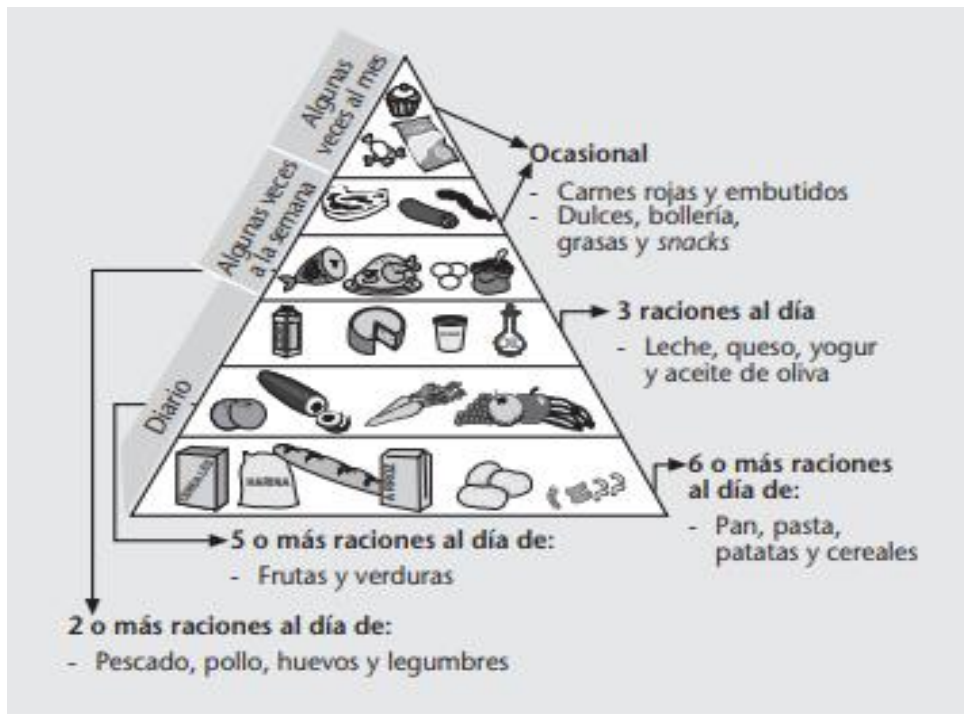 Algunas
veces al mes
Algunas veces
a la semana
Diario
Ocasional
- Carnes rojas y embutidos
- Dulces, bollería,
grasas y snacks
3 raciones al día
- Leche, queso, yogur
y aceite de oliva
CEREALES
HARINA
ARROZ
6 o más raciones
al día de:
- Pan, pasta,
patatas y cereales
5 o más raciones al día de:
- Frutas y verduras
2 o más raciones al día de:
- Pescado, pollo, huevos y legumbres